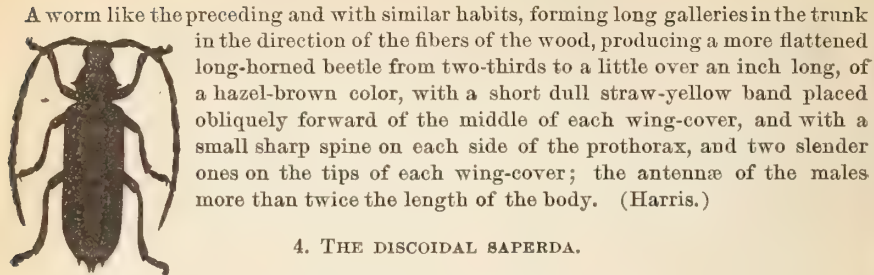 A worm like the preceding and with similar habits, forming long galleries in the trunk
in the direction of the fibers of the wood, producing a more flattened
long-horned beetle from two-thirds to a little over an inch long, of
a hazel-brown color, with a short dull straw-yellow band placed
obliquely forward of the middle of each wing-cover, and with a
small sharp spine on each side of the prothorax, and two slender
ones on the tips of each wing-cover; the antennæ of the males
more than twice the length of the body. (Harris.)
4. THE DISCOIDAL SAPERDA.